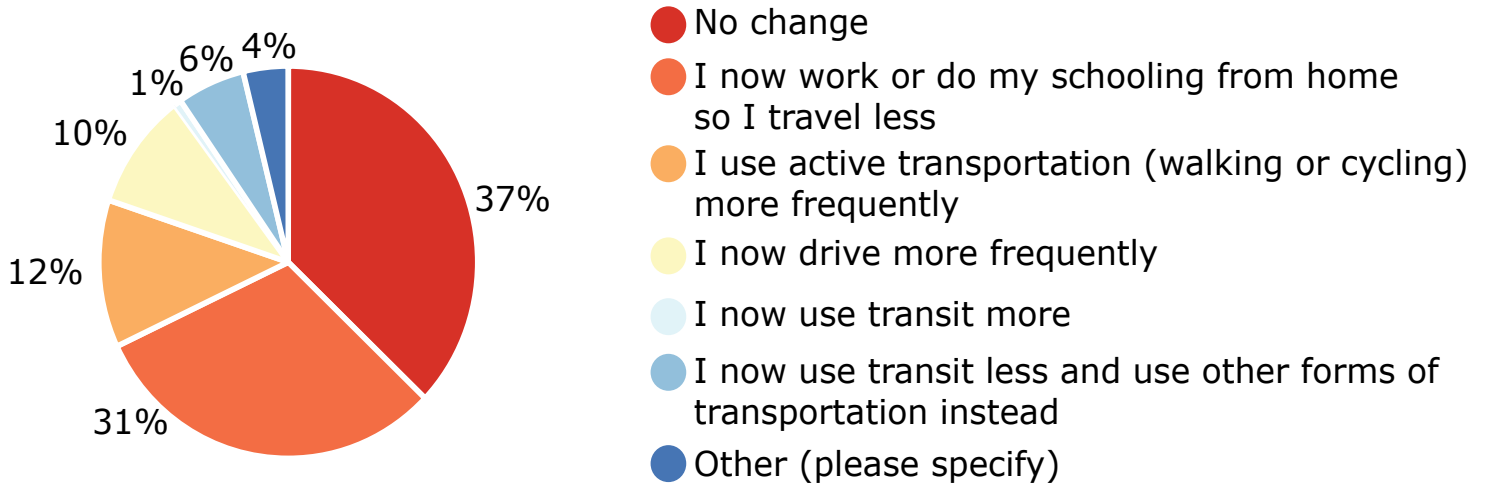 4%
6%
1%
10%
37%
12%
31%
No change
I now work or do my schooling from home
so I travel less
I use active transportation (walking or cycling)
more frequently
I now drive more frequently
I now use transit more
I now use transit less and use other forms of
transportation instead
Other (please specify)